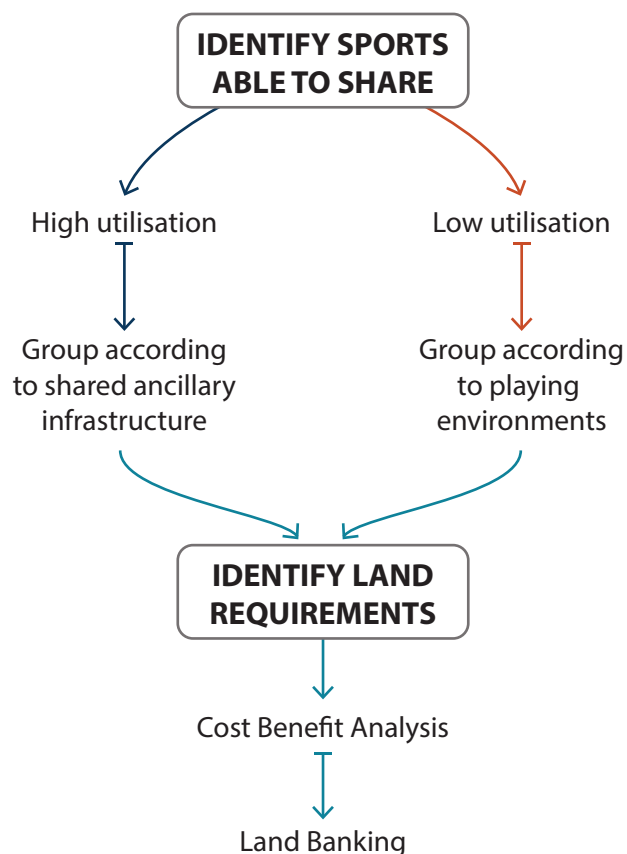 IDENTIFY SPORTS
ABLE TO SHARE
High utilisation
Low utilisation
Group according
to shared ancillary
infrastructure
Group according
to playing
environments
IDENTIFY LAND
REQUIREMENTS
Cost Benefit Analysis
Land Banking